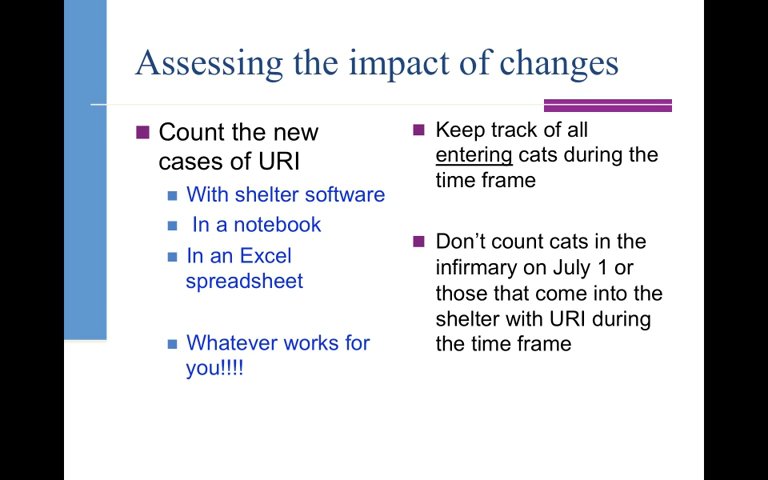 Assessing the impact of changes
Count the new
cases of URI
With shelter software
In a notebook
In an Excel
spreadsheet
Whatever works for
you!!!!
Keep track of all
entering cats during the
time frame
Don’t count cats in the
infirmary on July 1 or
those that come into the
shelter with URI during
the time frame